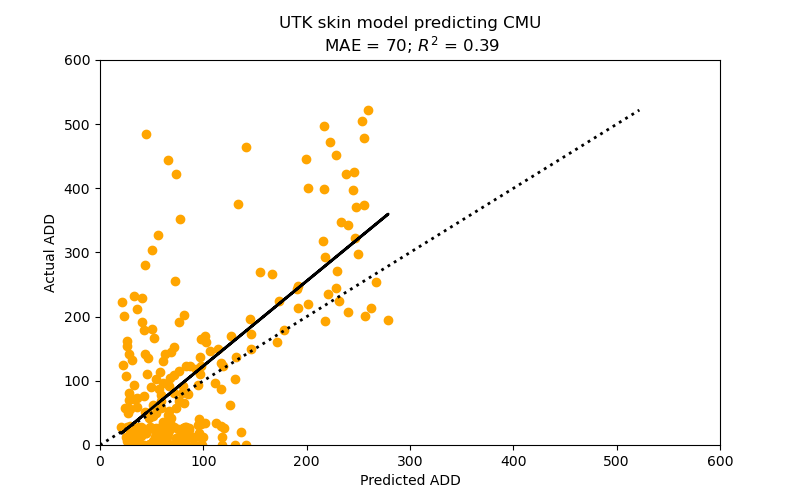 UTK skin model predicting CMU
MAE = 70; R² = 0.39
600
500
400
300
200
100
0
Actual ADD
0 100 200 300 400 500 600
Predicted ADD